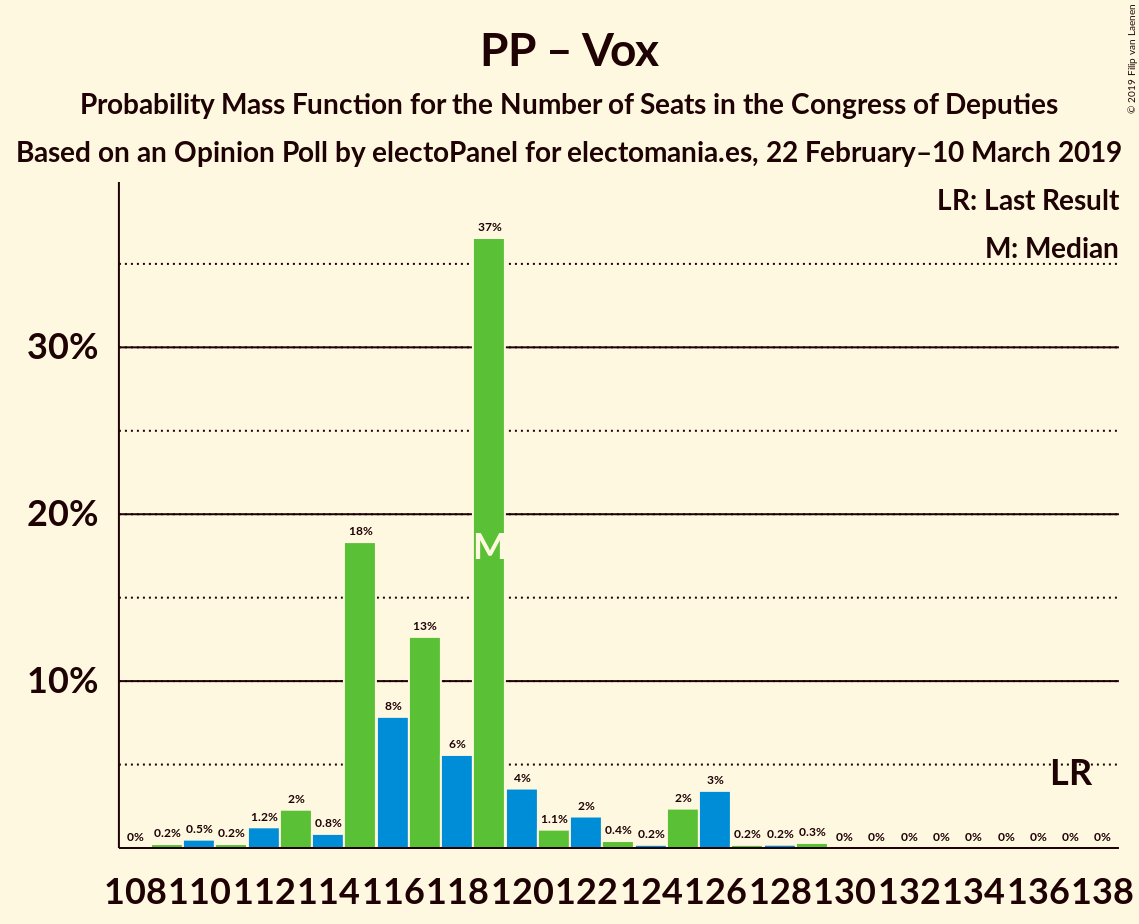 PP – Vox
Probability Mass Function for the Number of Seats in the Congress of Deputies
Based on an Opinion Poll by electoPanel for electomania.es, 22 February–10 March 2019
© 2019 Filip van Laenen
LR: Last Result
M: Median
30%
20%
10%
0% 0.2% 0.5% 0.2% 1.2% 2% 0.8% 18% 8% 13% 6% 37% 4% 1.1% 2% 0.4% 0.2% 2% 3% 0.2% 0.2% 0.3% 0% 0% 0% 0% 0% 0% 0% 0% 0%
M
LR
108 110 112 114 116 118 120 122 124 126 128 130 132 134 136 138